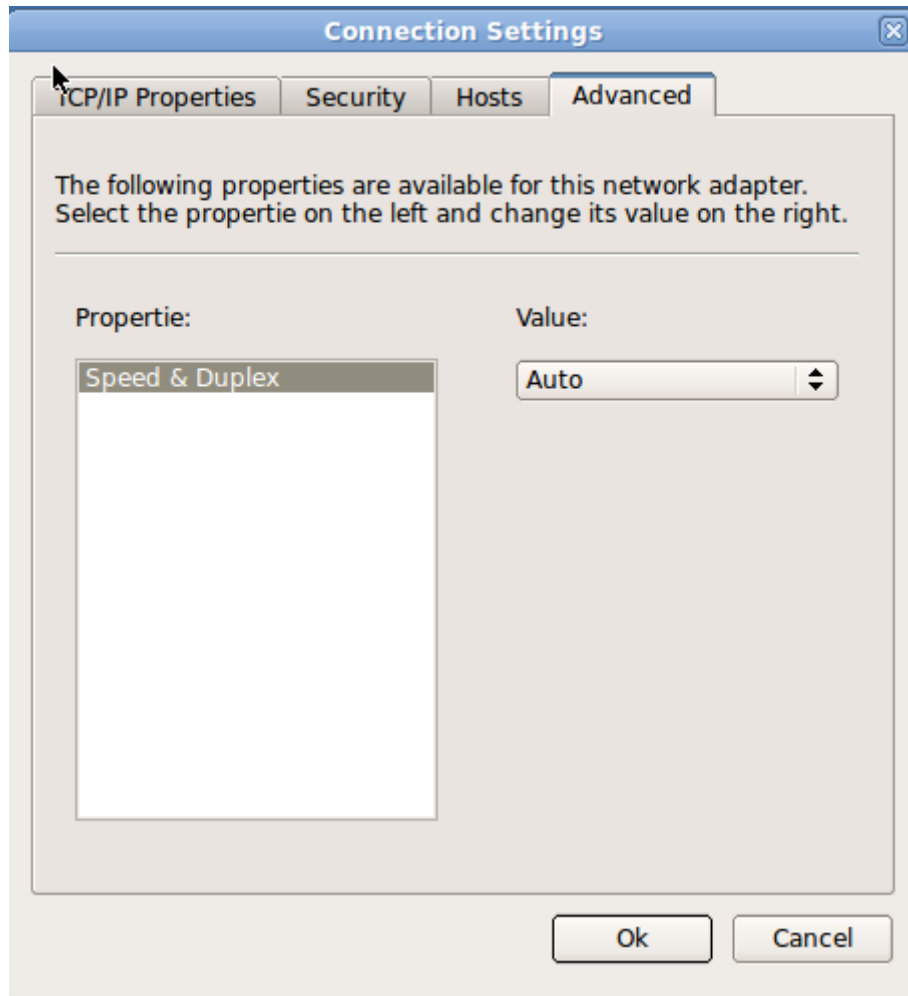 Connection Settings
TCP/IP Properties
Security
Hosts
Advanced
The following properties are available for this network adapter.
Select the propertie on the left and change its value on the right.
Propertie:
Value:
Speed & Duplex
Auto
Ok
Cancel